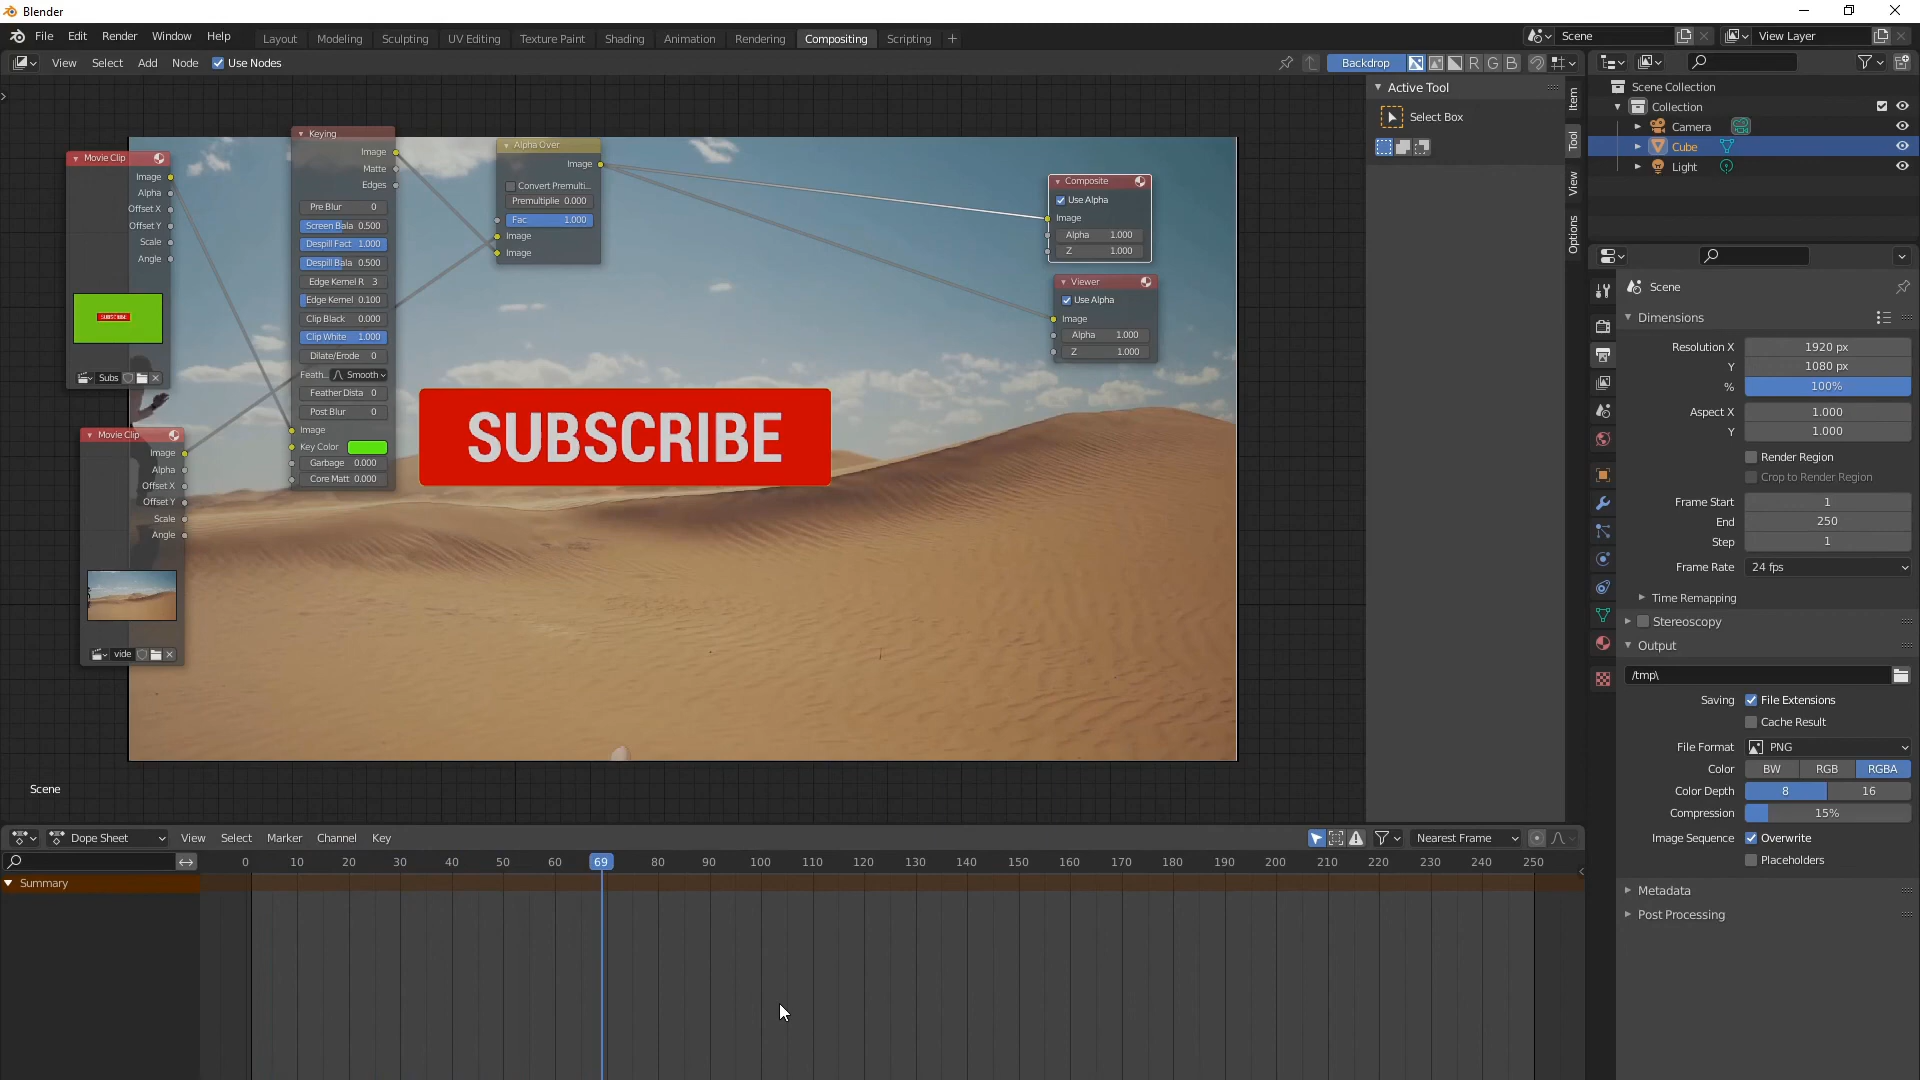 Blender
File Edit Render Window Help
Layout Modeling Sculpting UV Editing Texture Paint Shading Animation Rendering Compositing Scripting +
Scene
View Layer
View Select Add Node Use Nodes
Backdrop R G B
Active Tool
Select Box
Item
Tool
View
Options
Scene Collection
Collection
Camera
Cube
Light
Movie Clip
Image
Alpha
Offset X
Offset Y
Scale
Angle
SUBSCRIBE
Subs
Movie Clip
Image
Alpha
Offset X
Offset Y
Scale
Angle
vide
Keying
Image
Matte
Edges
Pre Blur 0
Screen Bala 0.500
Despill Fact 1.000
Despill Bala 0.500
Edge Kernel R 3
Edge Kernel 0.100
Clip Black 0.000
Clip White 1.000
Dilate/Erode 0
Feath.. Smooth
Feather Dista 0
Post Blur 0
Image
Key Color
Garbage 0.000
Core Matt 0.000
Alpha Over
Image
Convert Premulti...
Premultiplie 0.000
Fac 1.000
Image
Image
Composite
Use Alpha
Image
Alpha 1.000
Z 1.000
Viewer
Use Alpha
Image
Alpha 1.000
Z 1.000
SUBSCRIBE
Scene
Scene
Dimensions
Resolution X 1920 px
Y 1080 px
% 100%
Aspect X 1.000
Y 1.000
Render Region
Crop to Render Region
Frame Start 1
End 250
Step 1
Frame Rate 24 fps
Time Remapping
Stereoscopy
Output
/tmp\
Saving File Extensions
Cache Result
File Format PNG
Color BW RGB RGBA
Color Depth 8 16
Compression 15%
Image Sequence Overwrite
Placeholders
Metadata
Post Processing
Dope Sheet View Select Marker Channel Key
Nearest Frame
0 10 20 30 40 50 60 69 80 90 100 110 120 130 140 150 160 170 180 190 200 210 220 230 240 250
Summary